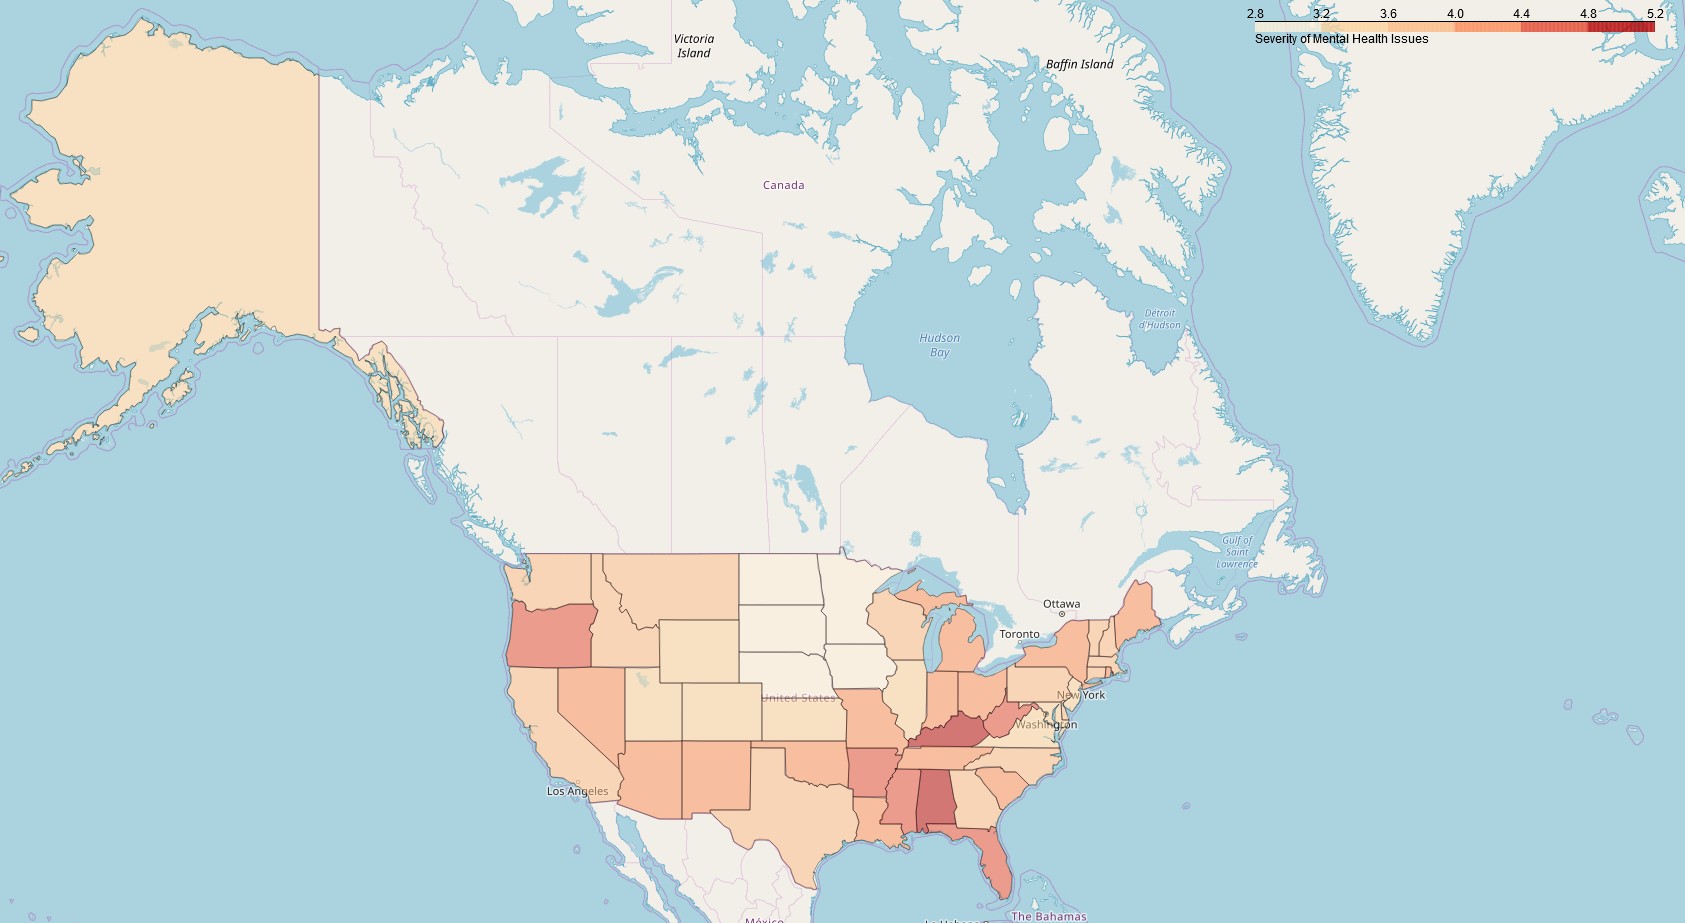 2.8 3.2 3.6 4.0 4.4 4.8 5.2
Severity of Mental Health Issues
Victoria
Island
Baffin Island
Canada
Détroit
d'Hudson
Hudson
Bay
Gulf of
Saint
Lawrence
Ottawa
Toronto
New York
United States
Washington
Los Angeles
The Bahamas
México